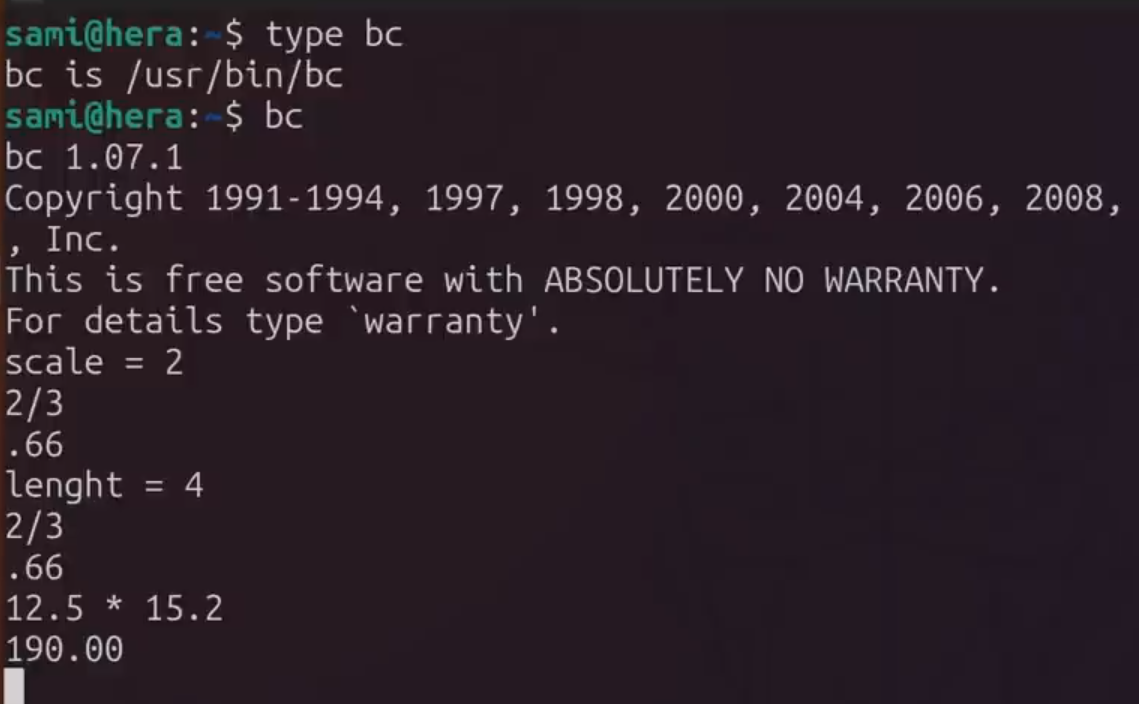 sami@hera:~$ type bc
bc is /usr/bin/bc
sami@hera:~$ bc
bc 1.07.1
Copyright 1991-1994, 1997, 1998, 2000, 2004, 2006, 2008,
, Inc.
This is free software with ABSOLUTELY NO WARRANTY.
For details type `warranty'.
scale = 2
2/3
.66
lenght = 4
2/3
.66
12.5 * 15.2
190.00